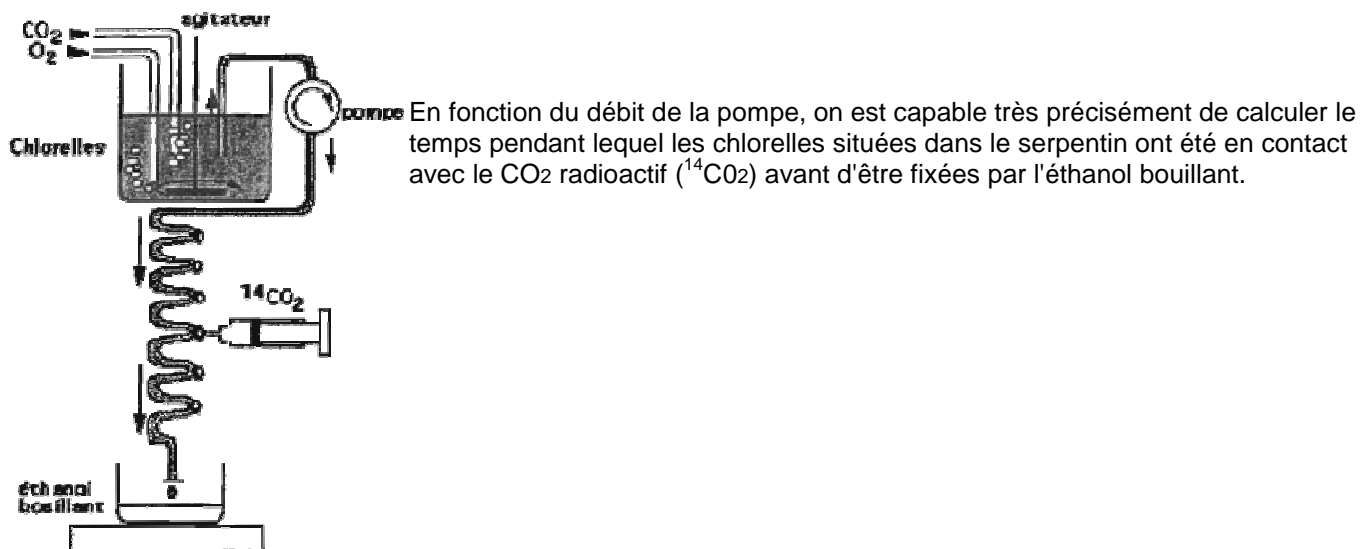 agitateur
CO2
O2
pompe
Chlorelles
En fonction du débit de la pompe, on est capable très précisément de calculer le
temps pendant lequel les chlorelles situées dans le serpentin ont été en contact
avec le CO2 radioactif (14C02) avant d'être fixées par l'éthanol bouillant.
14CO2
éthanol
bouillant